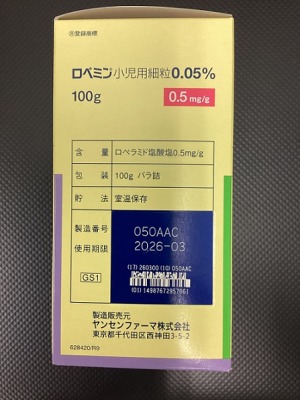 ®登録商標
ロペミン小児用細粒0.05%
100g 0.5mg/g
含量 ロペラミド塩酸塩0.5mg/g
包装 100g バラ詰
貯法 室温保存
製造番号 050AAC
使用期限 2026-03
(17) 260300 (10) 050AAC
GS1
(01) 14987672957661
製造販売元
ヤンセンファーマ株式会社
東京都千代田区西神田3-5-2
628420/R9